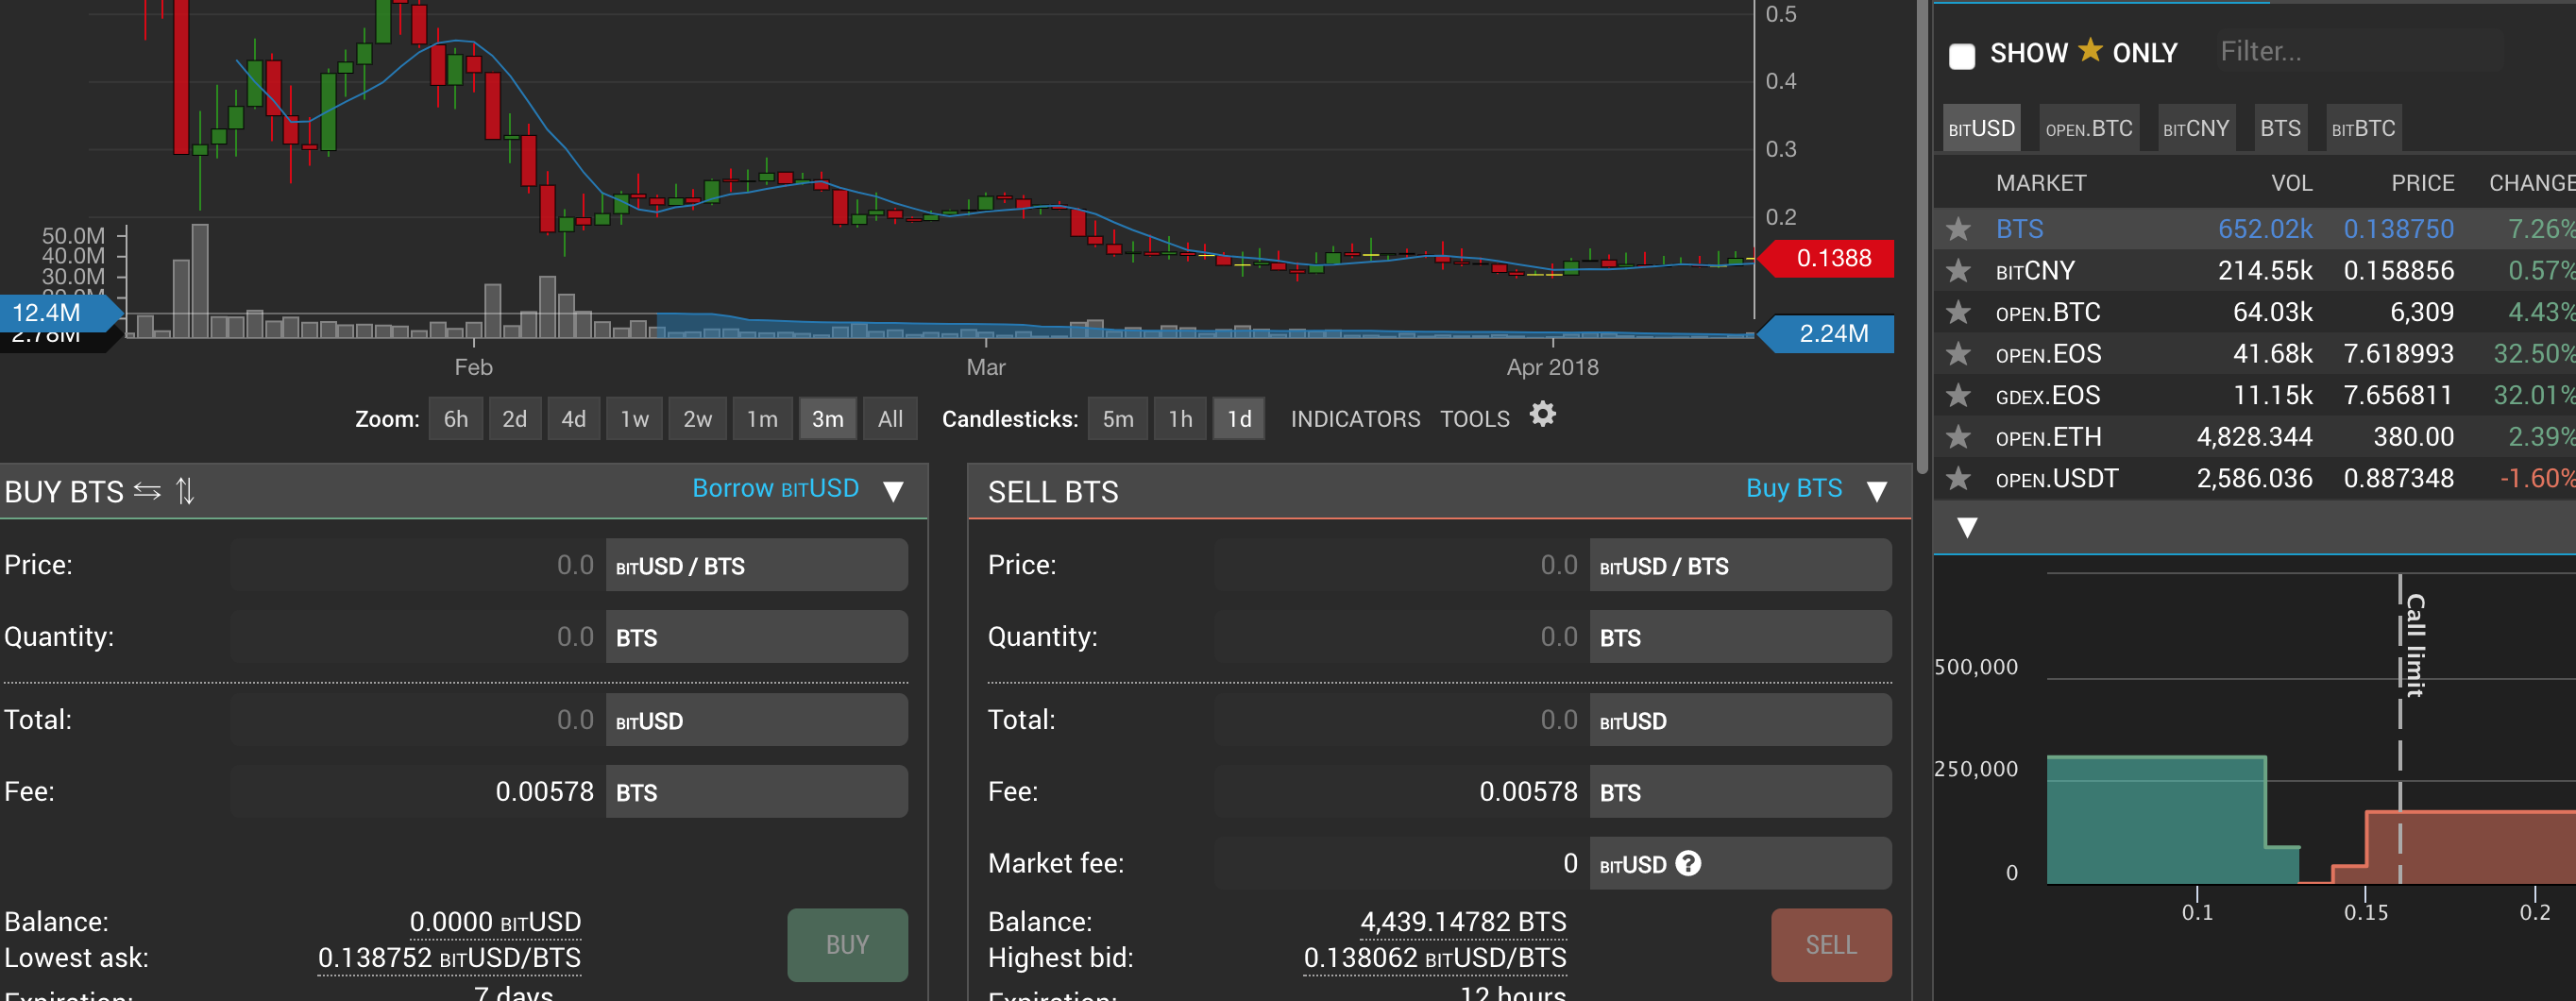 0.5
0.4
0.3
0.2
0.1388
50.0M
40.0M
30.0M
12.4M
2.78M
2.24M
Feb Mar Apr 2018
Zoom: 6h 2d 4d 1w 2w 1m 3m All Candlesticks: 5m 1h 1d INDICATORS TOOLS
BUY BTS Borrow BITUSD
Price: 0.0 BITUSD / BTS
Quantity: 0.0 BTS
Total: 0.0 BITUSD
Fee: 0.00578 BTS
Balance: 0.0000 BITUSD
Lowest ask: 0.138752 BITUSD/BTS
BUY
Expiration: 7 days
SELL BTS Buy BTS
Price: 0.0 BITUSD / BTS
Quantity: 0.0 BTS
Total: 0.0 BITUSD
Fee: 0.00578 BTS
Market fee: 0 BITUSD ?
Balance: 4,439.14782 BTS
Highest bid: 0.138062 BITUSD/BTS
SELL
Expiration: 12 hours
SHOW ONLY Filter...
BITUSD OPEN.BTC BITCNY BTS BITBTC
MARKET VOL PRICE CHANGE
BTS 652.02k 0.138750 7.26%
BITCNY 214.55k 0.158856 0.57%
OPEN.BTC 64.03k 6,309 4.43%
OPEN.EOS 41.68k 7.618993 32.50%
GDEX.EOS 11.15k 7.656811 32.01%
OPEN.ETH 4,828.344 380.00 2.39%
OPEN.USDT 2,586.036 0.887348 -1.60%
Call limit
500,000
250,000
0
0.1 0.15 0.2